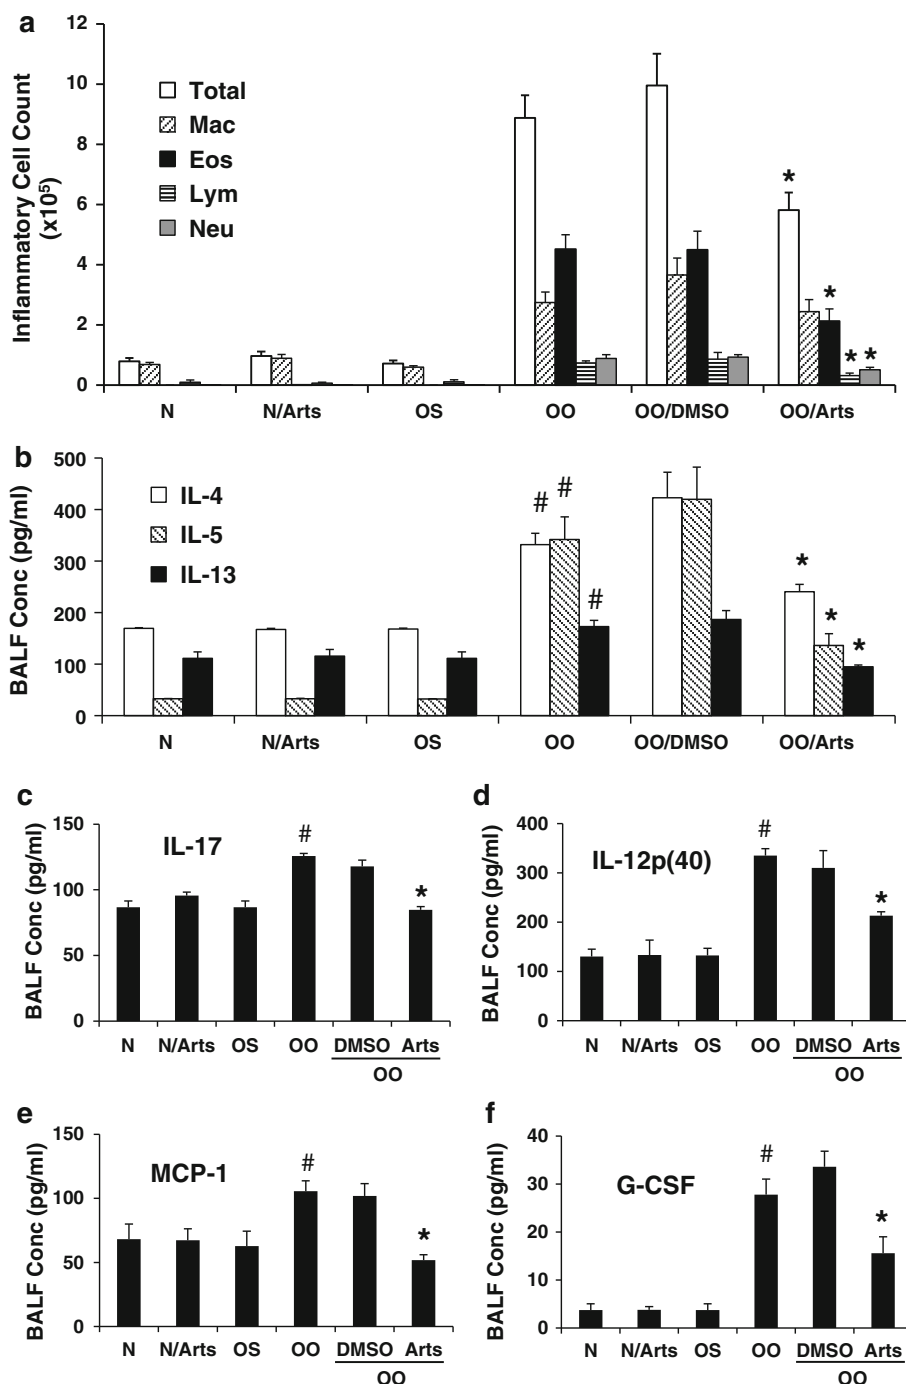 a
Inflammatory Cell Count
(x10⁵)
12
10
8
6
4
2
0
Total
Mac
Eos
Lym
Neu
*
*
* *
N N/Arts OS OO OO/DMSO OO/Arts
b
BALF Conc (pg/ml)
500
400
300
200
100
0
IL-4
IL-5
IL-13
# #
#
*
*
*
N N/Arts OS OO OO/DMSO OO/Arts
c
BALF Conc (pg/ml)
150
100
50
0
IL-17
#
*
N N/Arts OS OO DMSO Arts
OO
d
BALF Conc (pg/ml)
400
300
200
100
0
IL-12p(40)
#
*
N N/Arts OS OO DMSO Arts
OO
e
BALF Conc (pg/ml)
150
100
50
0
MCP-1
#
*
N N/Arts OS OO DMSO Arts
OO
f
BALF Conc (pg/ml)
40
30
20
10
0
G-CSF
#
*
N N/Arts OS OO DMSO Arts
OO